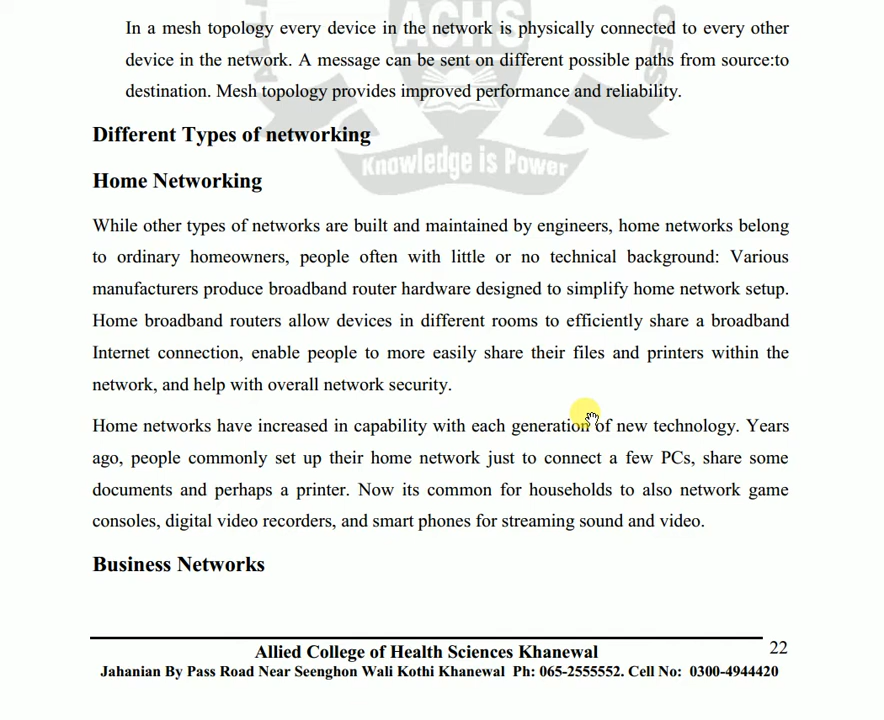 In a mesh topology every device in the network is physically connected to every other
device in the network. A message can be sent on different possible paths from source:to
destination. Mesh topology provides improved performance and reliability.
Different Types of networking
Home Networking
While other types of networks are built and maintained by engineers, home networks belong
to ordinary homeowners, people often with little or no technical background: Various
manufacturers produce broadband router hardware designed to simplify home network setup.
Home broadband routers allow devices in different rooms to efficiently share a broadband
Internet connection, enable people to more easily share their files and printers within the
network, and help with overall network security.
Home networks have increased in capability with each generation of new technology. Years
ago, people commonly set up their home network just to connect a few PCs, share some
documents and perhaps a printer. Now its common for households to also network game
consoles, digital video recorders, and smart phones for streaming sound and video.
Business Networks
22
Allied College of Health Sciences Khanewal
Jahanian By Pass Road Near Seenghon Wali Kothi Khanewal Ph: 065-2555552. Cell No: 0300-4944420
ACHS
Knowledge is Power